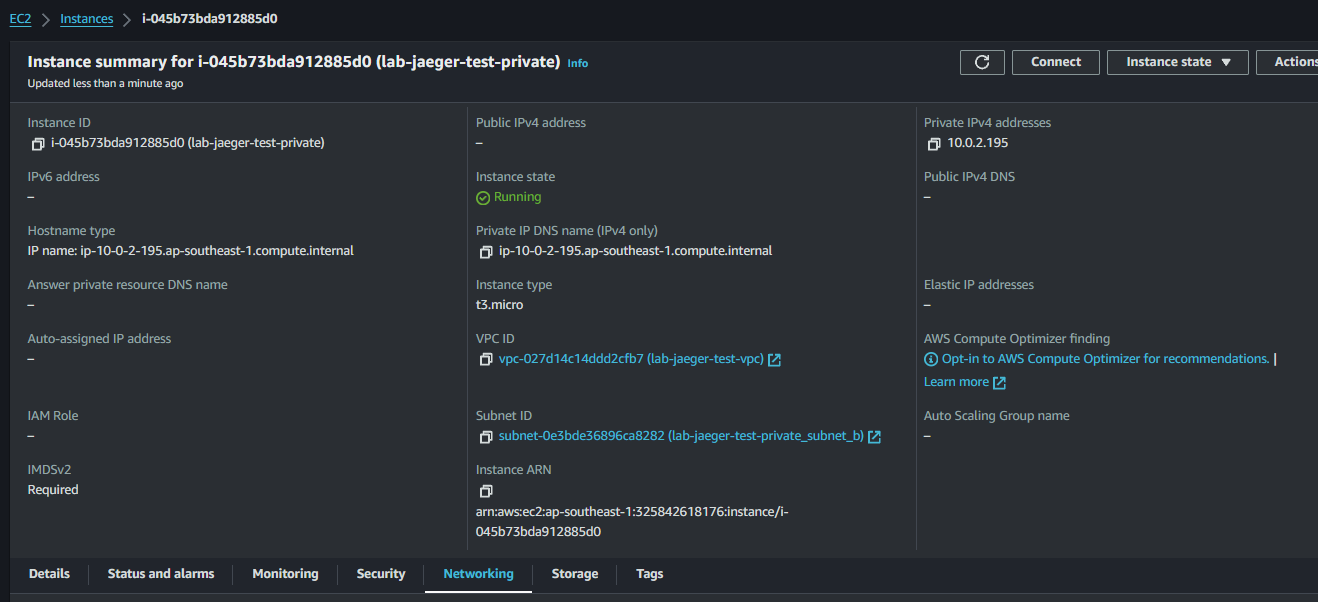 EC2 > Instances > i-045b73bda912885d0
Instance summary for i-045b73bda912885d0 (lab-jaeger-test-private) Info
Updated less than a minute ago
Connect
Instance state ▼
Actions
Instance ID
i-045b73bda912885d0 (lab-jaeger-test-private)
Public IPv4 address
–
Private IPv4 addresses
10.0.2.195
IPv6 address
–
Instance state
Running
Public IPv4 DNS
–
Hostname type
IP name: ip-10-0-2-195.ap-southeast-1.compute.internal
Private IP DNS name (IPv4 only)
ip-10-0-2-195.ap-southeast-1.compute.internal
Answer private resource DNS name
–
Instance type
t3.micro
Elastic IP addresses
–
Auto-assigned IP address
–
VPC ID
vpc-027d14c14ddd2cfb7 (lab-jaeger-test-vpc)
AWS Compute Optimizer finding
Opt-in to AWS Compute Optimizer for recommendations. |
Learn more
IAM Role
–
Subnet ID
subnet-0e3bde36896ca8282 (lab-jaeger-test-private_subnet_b)
Auto Scaling Group name
–
IMDSv2
Required
Instance ARN
arn:aws:ec2:ap-southeast-1:325842618176:instance/i-
045b73bda912885d0
Details
Status and alarms
Monitoring
Security
Networking
Storage
Tags